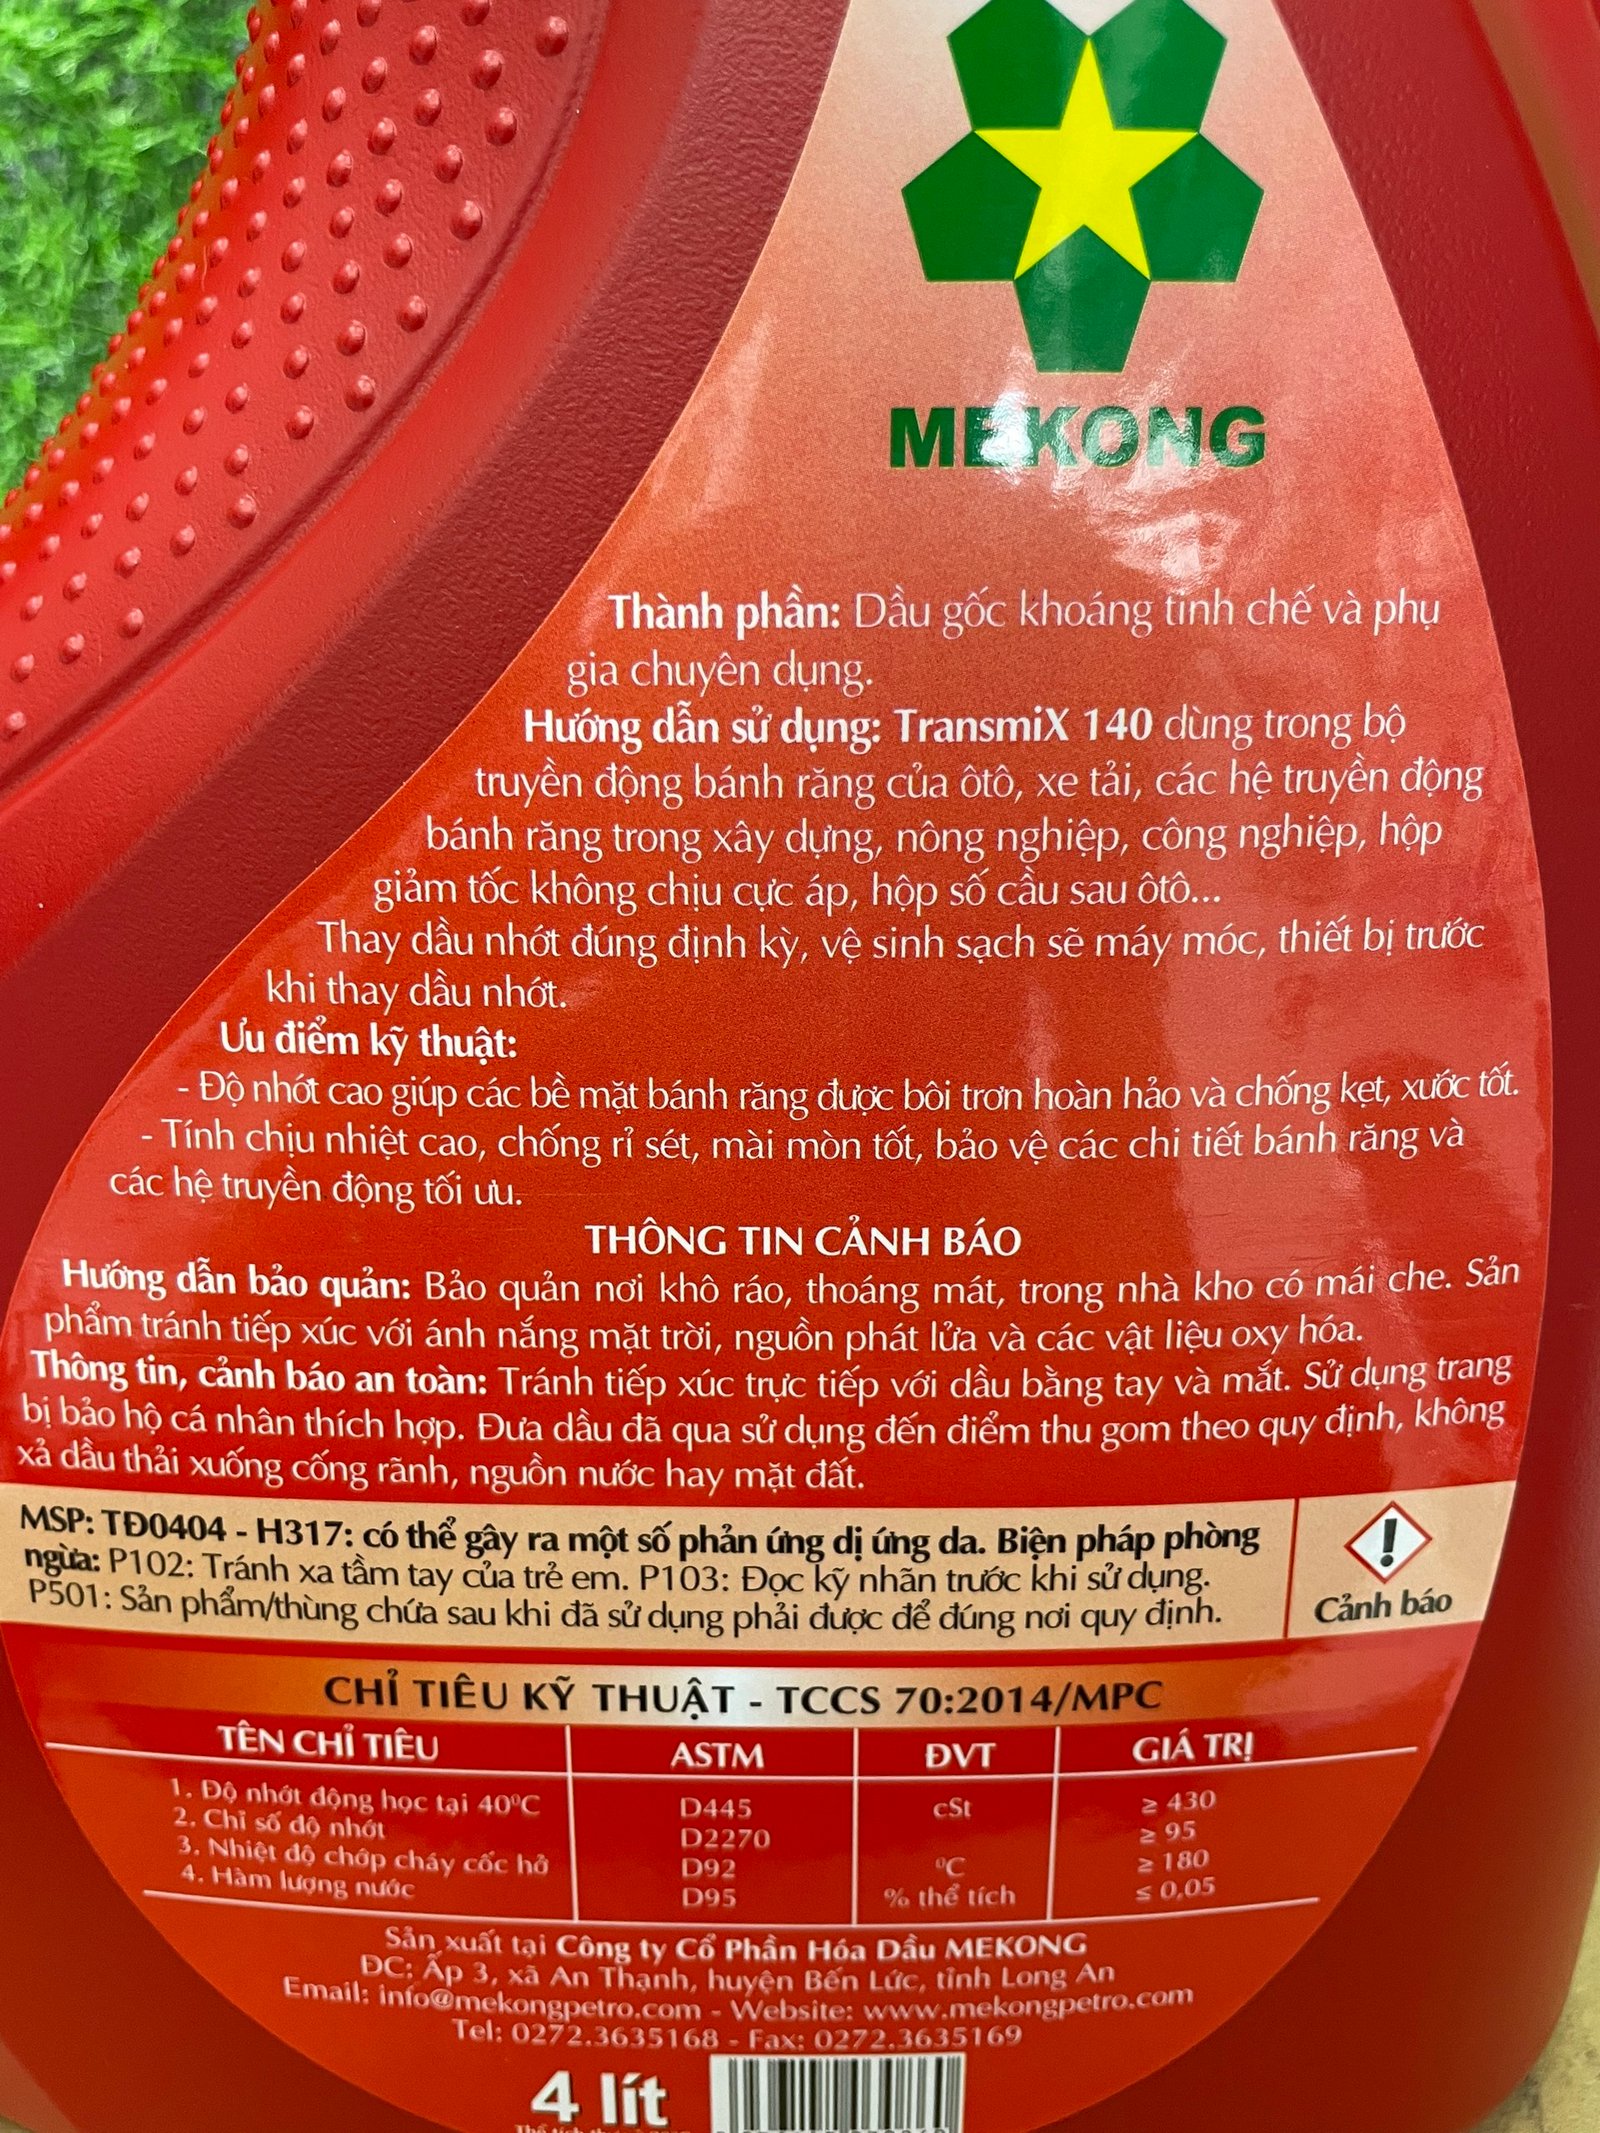 MEKONG
Thành phần: Dầu gốc khoáng tinh chế và phụ
gia chuyên dụng.
Hướng dẫn sử dụng: TransmiX 140 dùng trong bộ
truyền động bánh răng của ôtô, xe tải, các hệ truyền động
bánh răng trong xây dựng, nông nghiệp, công nghiệp, hộp
giảm tốc không chịu cực áp, hộp số cầu sau ôtô...
Thay dầu nhớt đúng định kỳ, vệ sinh sạch sẽ máy móc, thiết bị trước
khi thay dầu nhớt.
Ưu điểm kỹ thuật:
- Độ nhớt cao giúp các bề mặt bánh răng được bôi trơn hoàn hảo và chống kẹt, xước tốt.
- Tính chịu nhiệt cao, chống rỉ sét, mài mòn tốt, bảo vệ các chi tiết bánh răng và
các hệ truyền động tối ưu.
THÔNG TIN CẢNH BÁO
Hướng dẫn bảo quản: Bảo quản nơi khô ráo, thoáng mát, trong nhà kho có mái che. Sản
phẩm tránh tiếp xúc với ánh nắng mặt trời, nguồn phát lửa và các vật liệu oxy hóa.
Thông tin, cảnh báo an toàn: Tránh tiếp xúc trực tiếp với dầu bằng tay và mắt. Sử dụng trang
bị bảo hộ cá nhân thích hợp. Đưa dầu đã qua sử dụng đến điểm thu gom theo quy định, không
xả dầu thải xuống cống rãnh, nguồn nước hay mặt đất.
MSP: TĐ0404 - H317: có thể gây ra một số phản ứng dị ứng da. Biện pháp phòng
ngừa: P102: Tránh xa tầm tay của trẻ em. P103: Đọc kỹ nhãn trước khi sử dụng.
P501: Sản phẩm/thùng chứa sau khi đã sử dụng phải được để đúng nơi quy định.
Cảnh báo
CHỈ TIÊU KỸ THUẬT - TCCS 70:2014/MPC
TÊN CHỈ TIÊU ASTM ĐVT GIÁ TRỊ
1. Độ nhớt động học tại 40⁰C D445 cSt ≥ 430
2. Chỉ số độ nhớt D2270 ≥ 95
3. Nhiệt độ chớp cháy cốc hở D92 ⁰C ≥ 180
4. Hàm lượng nước D95 % thể tích ≤ 0,05
Sản xuất tại Công ty Cổ Phần Hóa Dầu MEKONG
ĐC: Ấp 3, xã An Thạnh, huyện Bến Lức, tỉnh Long An
Email: info@mekongpetro.com - Website: www.mekongpetro.com
Tel: 0272.3635168 - Fax: 0272.3635169
4 lít